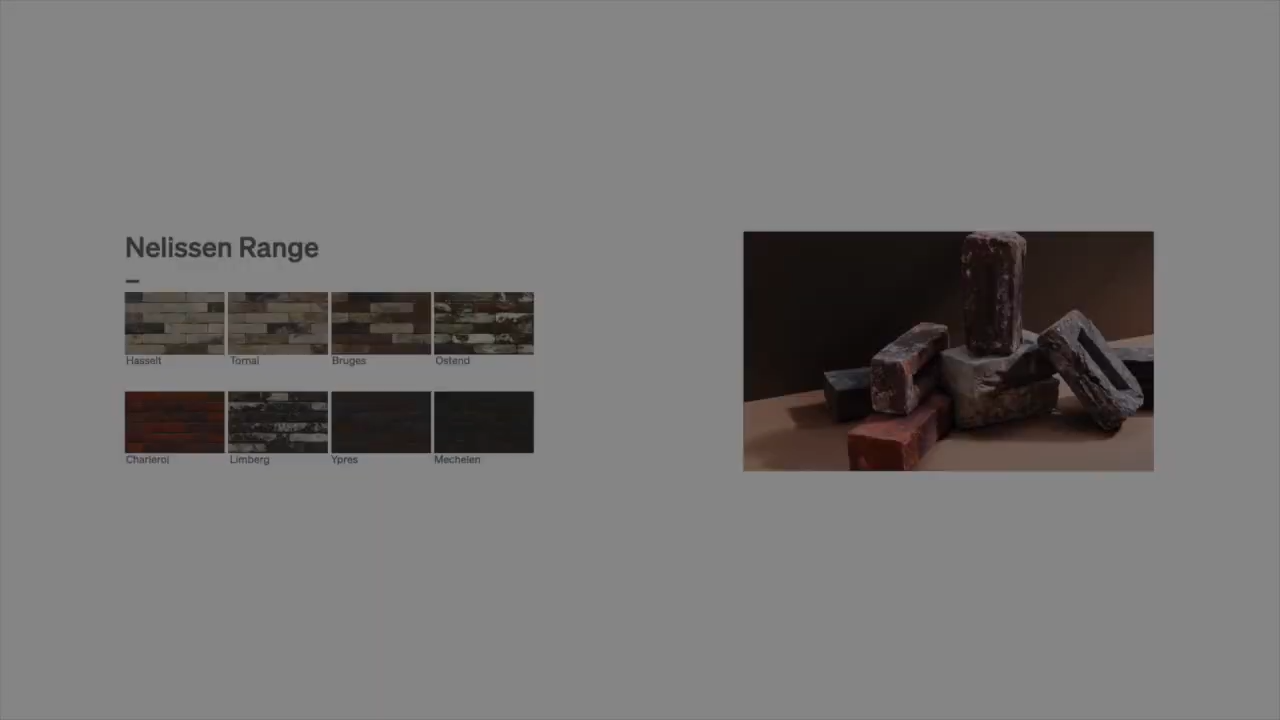 Nelissen Range
Hasselt
Tornai
Bruges
Ostend
Charleroi
Limberg
Ypres
Mechelen